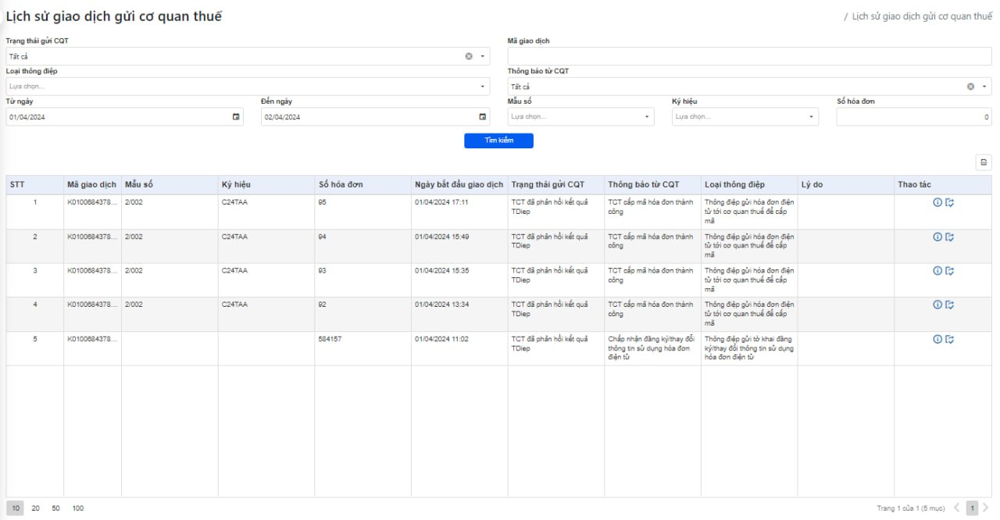 Lịch sử giao dịch gửi cơ quan thuế
/ Lịch sử giao dịch gửi cơ quan thuế
Trạng thái gửi CQT
Mã giao dịch
Tất cả
Loại thông điệp
Thông báo từ CQT
Lựa chọn...
Tất cả
Từ ngày
Đến ngày
Mẫu số
Ký hiệu
Số hóa đơn
01/04/2024
02/04/2024
Lựa chọn...
Lựa chọn...
0
Tìm kiếm
STT Mã giao dịch Mẫu số Ký hiệu Số hóa đơn Ngày bắt đầu giao dịch Trạng thái gửi CQT Thông báo từ CQT Loại thông điệp Lý do Thao tác
1 K0100684378... 2/002 C24TAA 95 01/04/2024 17:11 TCT đã phản hồi kết quả TCT cấp mã hóa đơn thành Thông điệp gửi hóa đơn điện
TDiep công tử tới cơ quan thuế để cấp
mã
2 K0100684378... 2/002 C24TAA 94 01/04/2024 15:49 TCT đã phản hồi kết quả TCT cấp mã hóa đơn thành Thông điệp gửi hóa đơn điện
TDiep công tử tới cơ quan thuế để cấp
mã
3 K0100684378... 2/002 C24TAA 93 01/04/2024 15:35 TCT đã phản hồi kết quả TCT cấp mã hóa đơn thành Thông điệp gửi hóa đơn điện
TDiep công tử tới cơ quan thuế để cấp
mã
4 K0100684378... 2/002 C24TAA 92 01/04/2024 13:34 TCT đã phản hồi kết quả TCT cấp mã hóa đơn thành Thông điệp gửi hóa đơn điện
TDiep công tử tới cơ quan thuế để cấp
mã
5 K0100684378... 584157 01/04/2024 11:02 TCT đã phản hồi kết quả Chấp nhận đăng ký/thay đổi Thông điệp gửi tờ khai đăng
TDiep thông tin sử dụng hóa đơn ký/thay đổi thông tin sử dụng
điện tử hóa đơn điện tử
10 20 50 100
Trang 1 của 1 (5 mục) 1